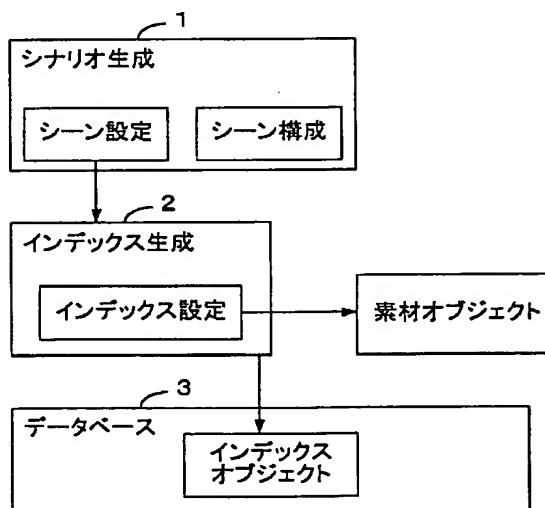 1
シナリオ生成
シーン設定
シーン構成
2
インデックス生成
インデックス設定
素材オブジェクト
3
データベース
インデックス
オブジェクト